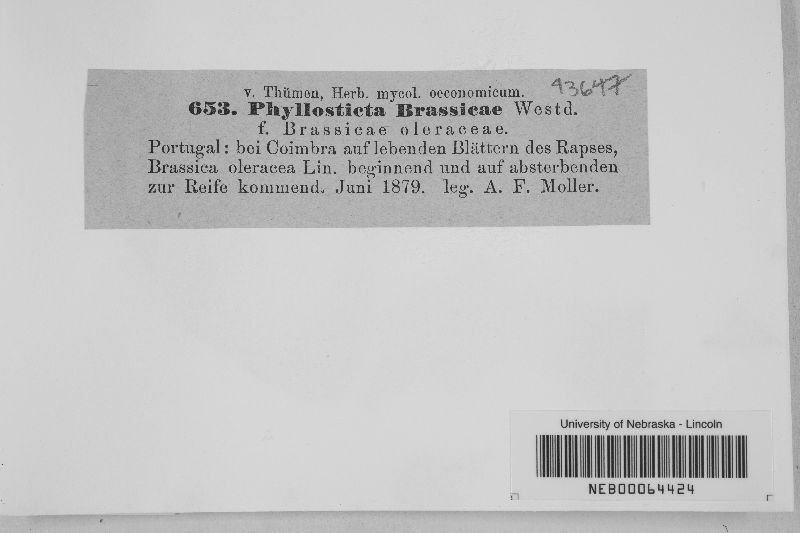 v. Thümen, Herb. mycol. oeconomicum. 43647
653. Phyllosticta Brassicae Westd.
f. Brassicae oleraceae.
Portugal: bei Coimbra auf lebenden Blättern des Rapses,
Brassica oleracea Lin. beginnend und auf absterbenden
zur Reife kommend. Juni 1879. leg. A. F. Moller.
University of Nebraska - Lincoln
NEB00064424